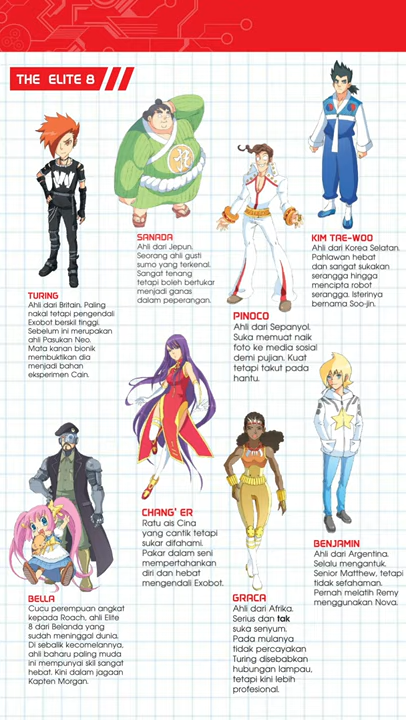 THE ELITE 8
TURING
Ahli dari Britain. Paling
nakal tetapi pengendali
Exobot berskil tinggi.
Sebelum ini merupakan
ahli Pasukan Neo.
Mata kanan bionik
membuktikan dia
menjadi bahan
eksperimen Cain.
SANADA
Ahli dari Jepun.
Seorang ahli gusti
sumo yang terkenal.
Sangat tenang
tetapi boleh bertukar
menjadi ganas
dalam peperangan.
PINOCO
Ahli dari Sepanyol.
Suka memuat naik
foto ke media sosial
demi pujian. Kuat
tetapi takut pada
hantu.
KIM TAE-WOO
Ahli dari Korea Selatan.
Pahlawan hebat
dan sangat sukakan
serangga hingga
mencipta robot
serangga. Isterinya
bernama Soo-jin.
BELLA
Cucu perempuan angkat
kepada Roach, ahli Elite
8 dari Belanda yang
sudah meninggal dunia.
Di sebalik kecomelannya,
ahli baharu paling muda
ini mempunyai skil sangat
hebat. Kini dalam jagaan
Kapten Morgan.
CHANG' ER
Ratu ais Cina
yang cantik tetapi
sukar difahami.
Pakar dalam seni
mempertahankan
diri dan hebat
mengendali Exobot.
GRACA
Ahli dari Afrika.
Serius dan tak
suka senyum.
Pada mulanya
tidak percayakan
Turing disebabkan
hubungan lampau,
tetapi kini lebih
profesional.
BENJAMIN
Ahli dari Argentina.
Selalu mengantuk.
Senior Matthew, tetapi
tidak sefahaman.
Pernah melatih Remy
menggunakan Nova.